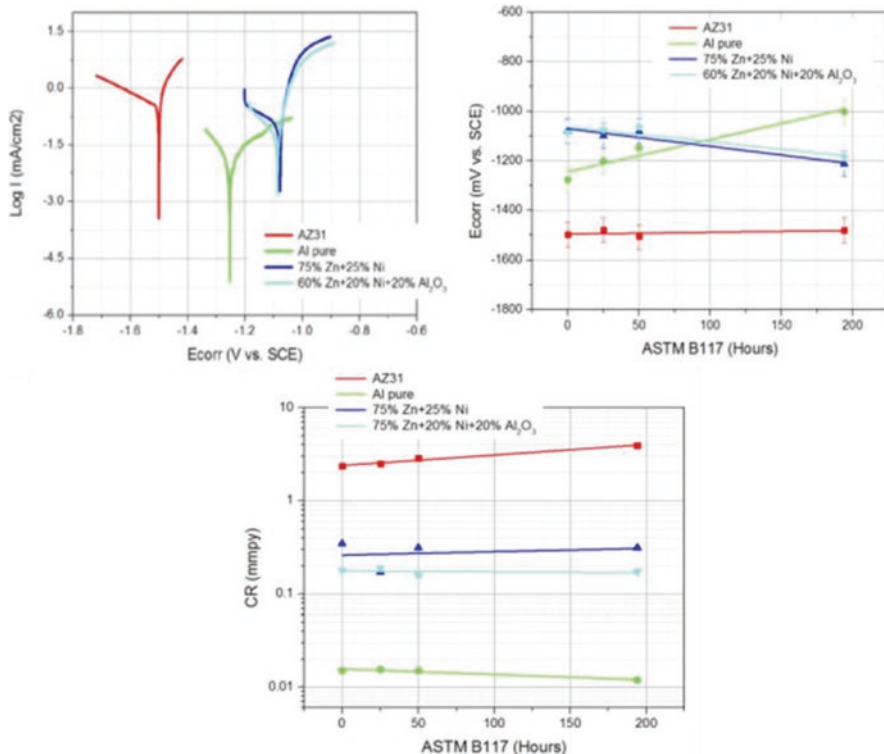 1.5
0.0
-1.5
-3.0
-4.5
-6.0
Log I (mA/cm2)
AZ31
Al pure
75% Zn+25% Ni
60% Zn+20% Ni+20% Al₂O₃
-1.8 -1.6 -1.4 -1.2 -1.0 -0.8 -0.6
Ecorr (V vs. SCE)
-600
-800
-1000
-1200
-1400
-1600
-1800
Ecorr (mV vs. SCE)
AZ31
Al pure
75% Zn+25% Ni
60% Zn+20% Ni+20% Al₂O₃
0 50 100 150 200
ASTM B117 (Hours)
AZ31
Al pure
75% Zn+25% Ni
75% Zn+20% Ni+20% Al₂O₃
10
1
0.1
0.01
CR (mmpy)
0 50 100 150 200
ASTM B117 (Hours)